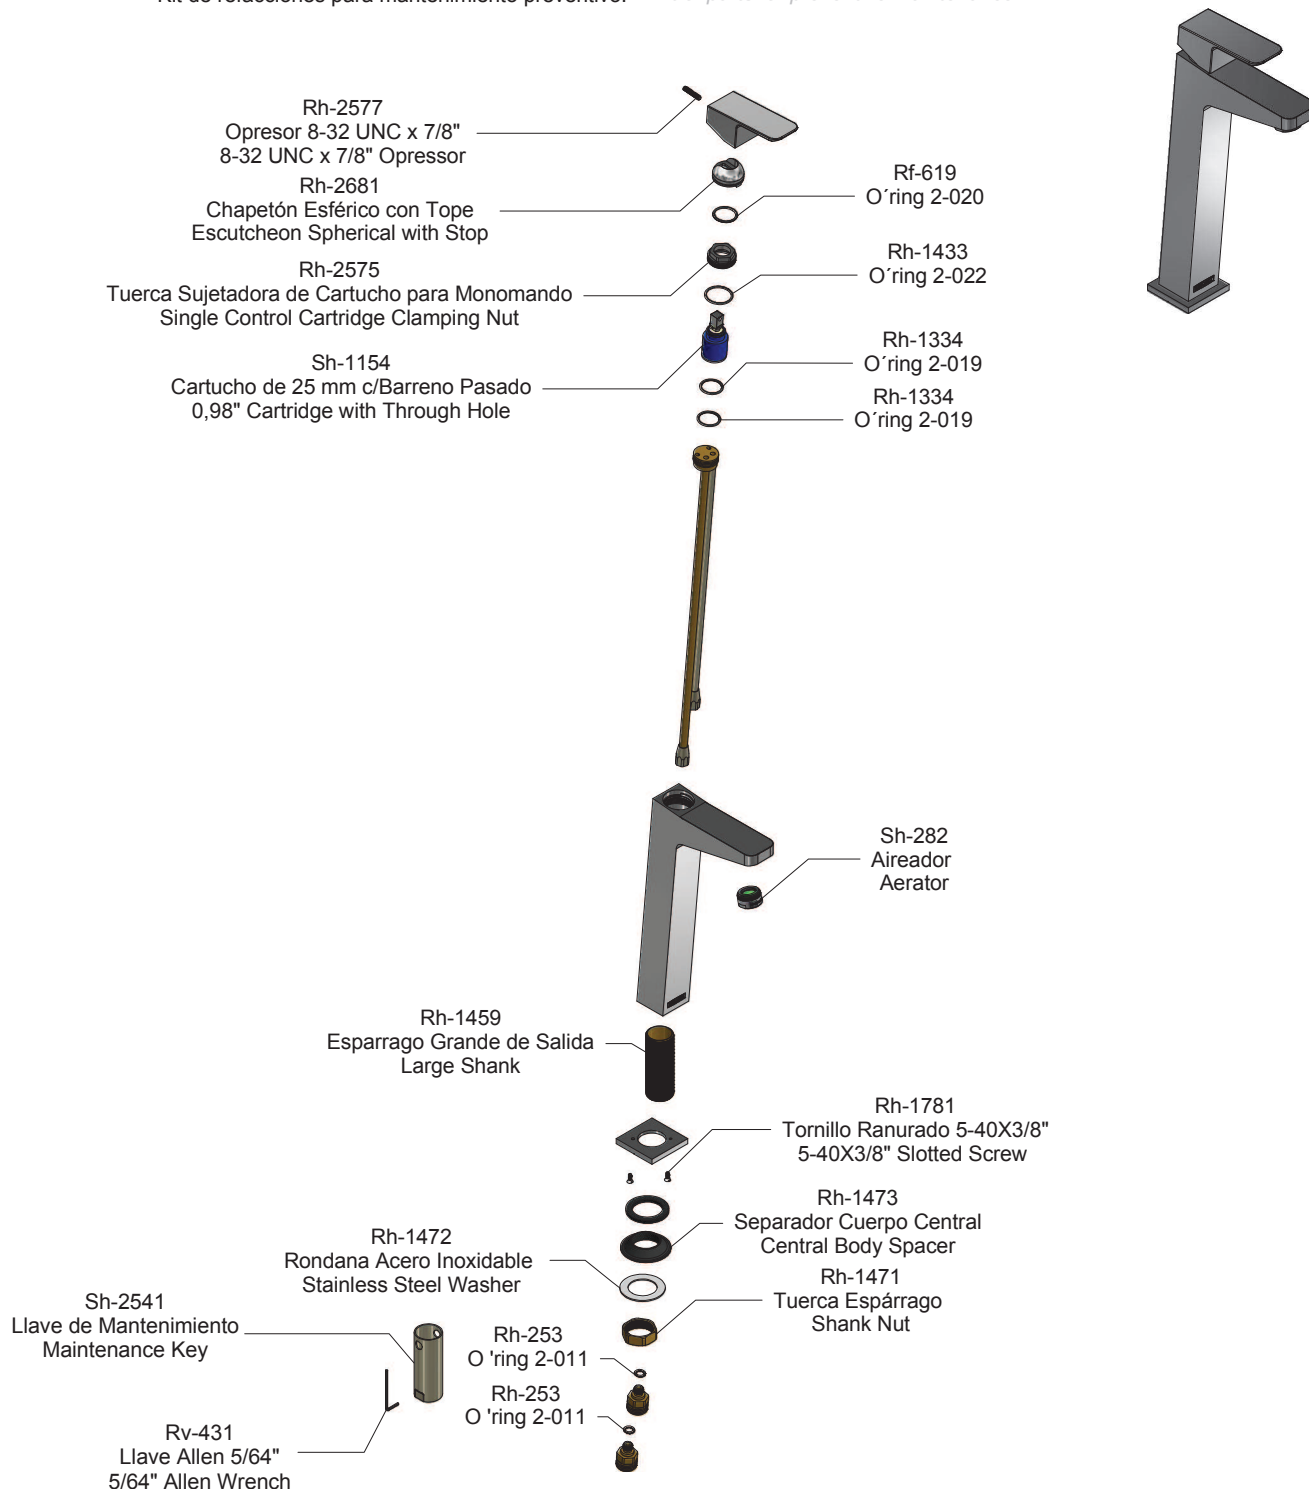 Kit de refacciones para mantenimiento preventivo.
Rh-2577
Opresor 8-32 UNC x 7/8"
8-32 UNC x 7/8" Opressor
Rh-2681
Chapetón Esférico con Tope
Escutcheon Spherical with Stop
Rh-2575
Tuerca Sujetadora de Cartucho para Monomando
Single Control Cartridge Clamping Nut
Sh-1154
Cartucho de 25 mm c/Barreno Pasado
0,98" Cartridge with Through Hole
Rf-619
O´ring 2-020
Rh-1433
O´ring 2-022
Rh-1334
O´ring 2-019
Rh-1334
O´ring 2-019
Sh-282
Aireador
Aerator
Rh-1459
Esparrago Grande de Salida
Large Shank
Rh-1781
Tornillo Ranurado 5-40X3/8"
5-40X3/8" Slotted Screw
Rh-1473
Separador Cuerpo Central
Central Body Spacer
Rh-1472
Rondana Acero Inoxidable
Stainless Steel Washer
Rh-1471
Tuerca Espárrago
Shank Nut
Sh-2541
Llave de Mantenimiento
Maintenance Key
Rh-253
O 'ring 2-011
Rh-253
O 'ring 2-011
Rv-431
Llave Allen 5/64"
5/64" Allen Wrench